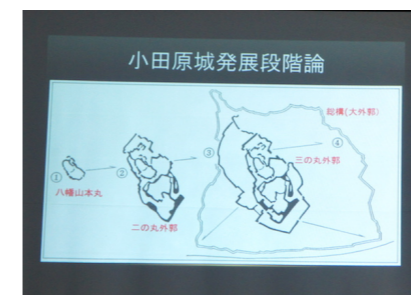 小田原城発展段階論
総構(大外郭)
④
③
三の丸外郭
②
①
八幡山本丸
二の丸外郭